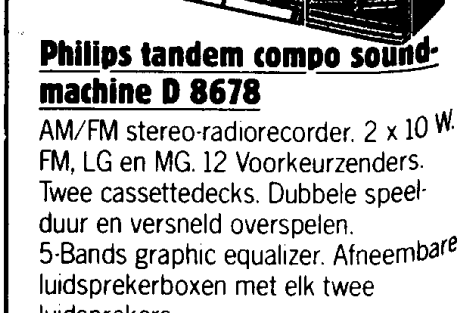 Philips tandem compo sound-
machine D 8678
AM/FM stereo-radiorecorder. 2 x 10 W.
FM, LG en MG. 12 Voorkeurzenders.
Twee cassettedecks. Dubbele speel-
duur en versneld overspelen.
5-Bands graphic equalizer. Afneembare
luidsprekerboxen met elk twee
luidsprekers